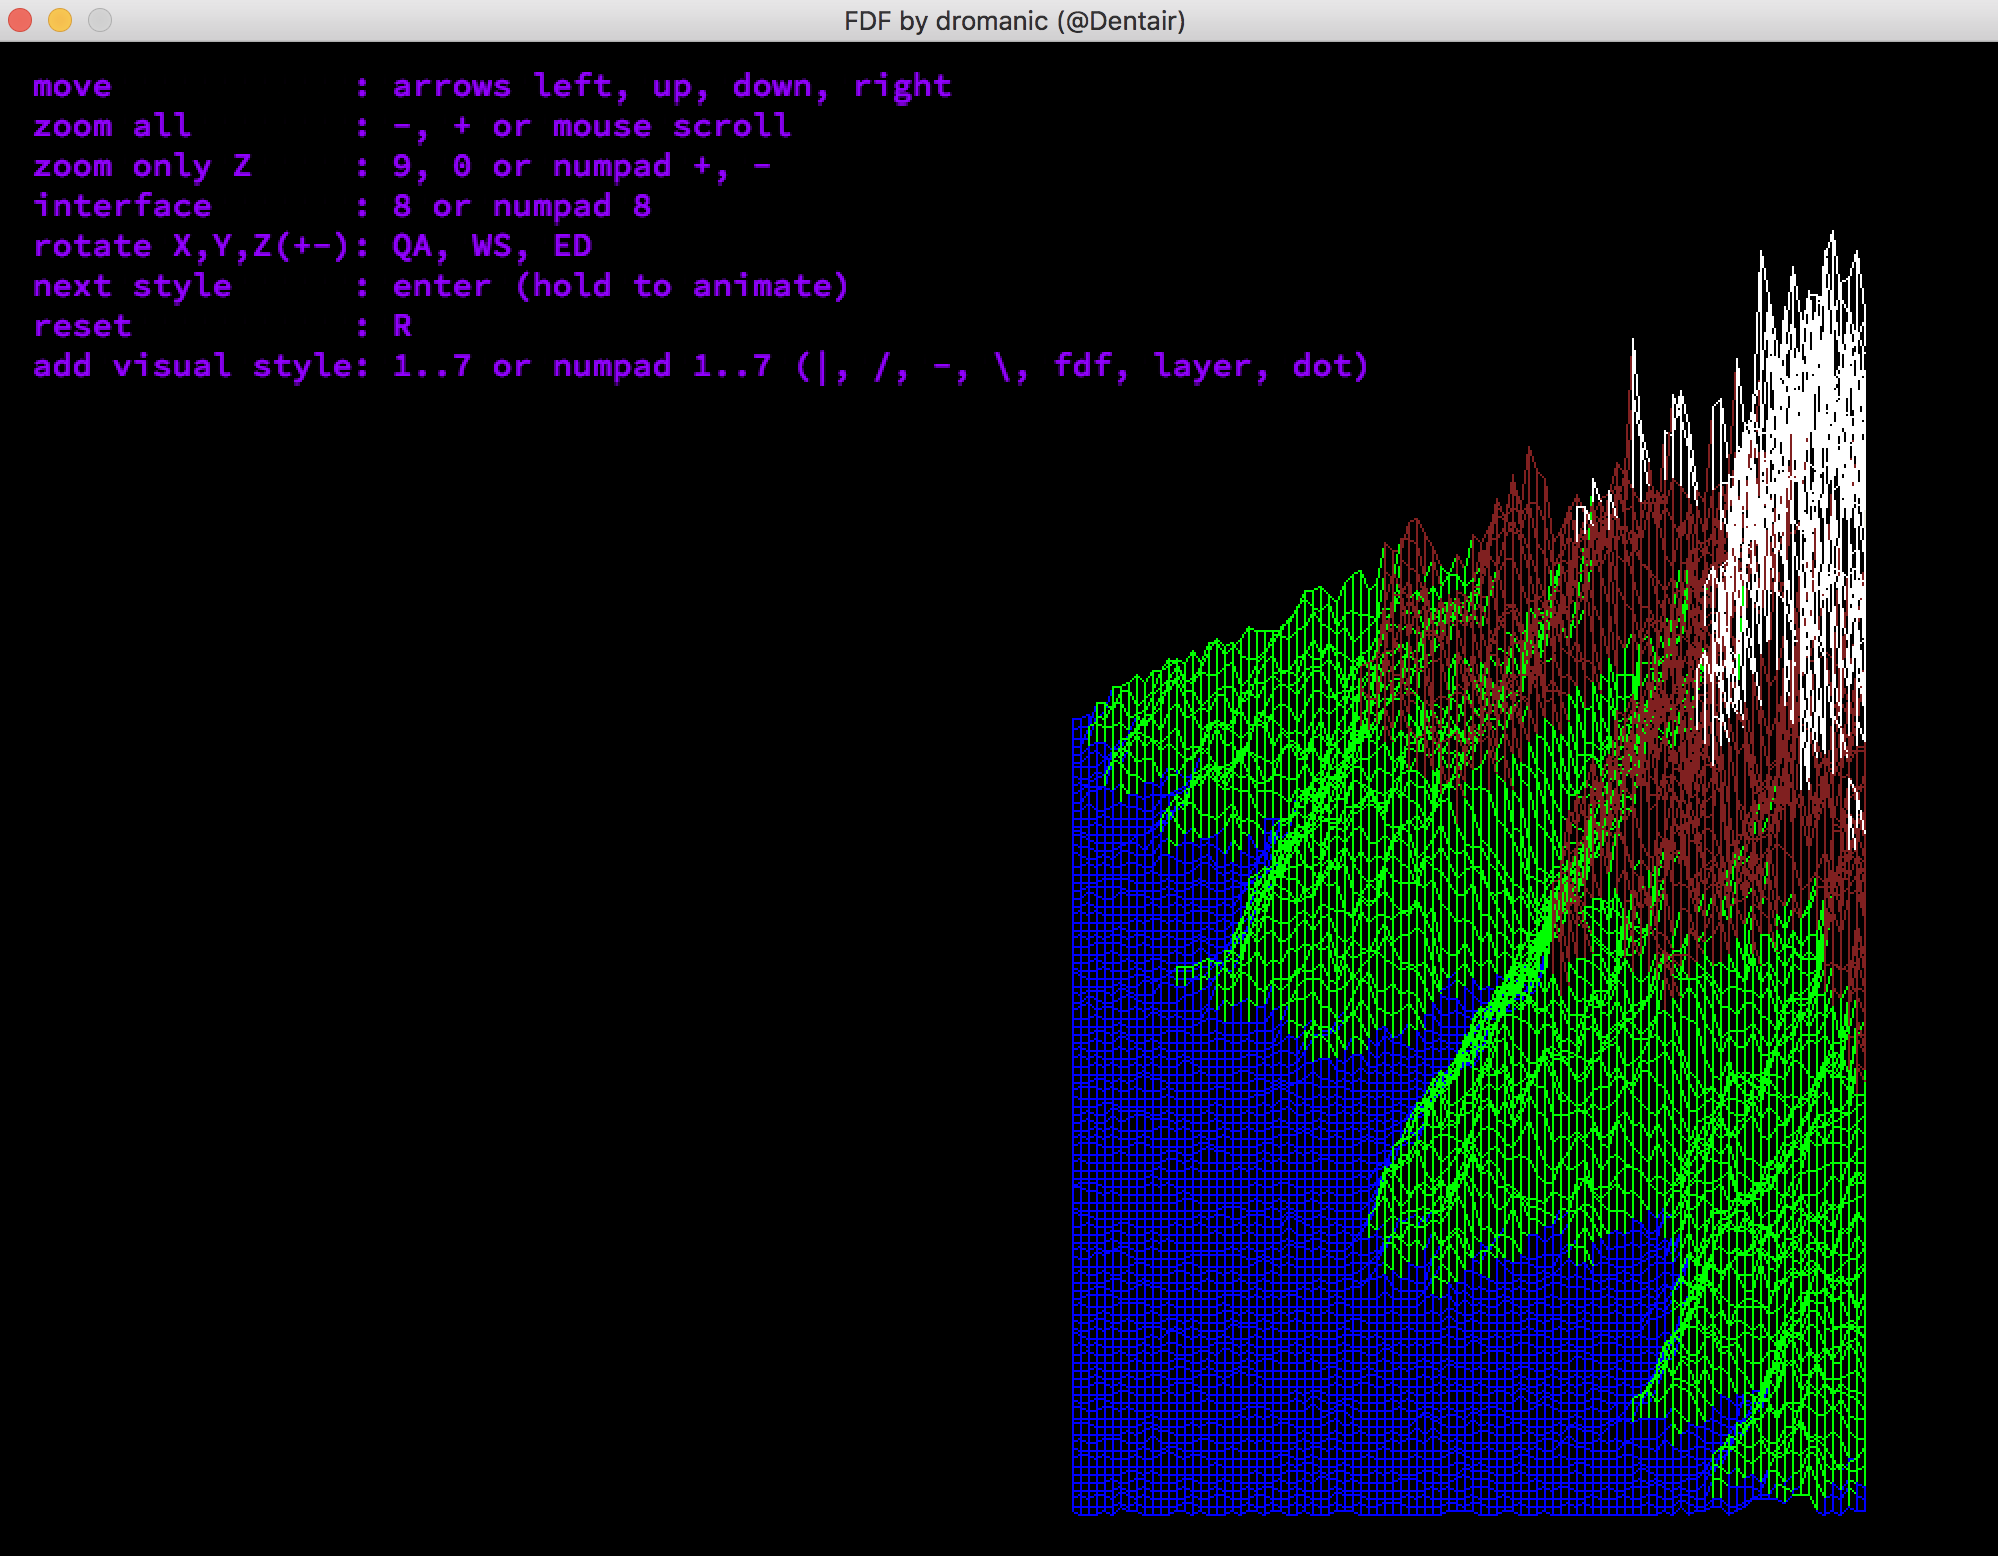 FDF by dromanic (@Dentair)
move            : arrows left, up, down, right
zoom all        : -, + or mouse scroll
zoom only Z     : 9, 0 or numpad +, -
interface       : 8 or numpad 8
rotate X,Y,Z(+-): QA, WS, ED
next style      : enter (hold to animate)
reset           : R
add visual style: 1..7 or numpad 1..7 (|, /, -, \, fdf, layer, dot)